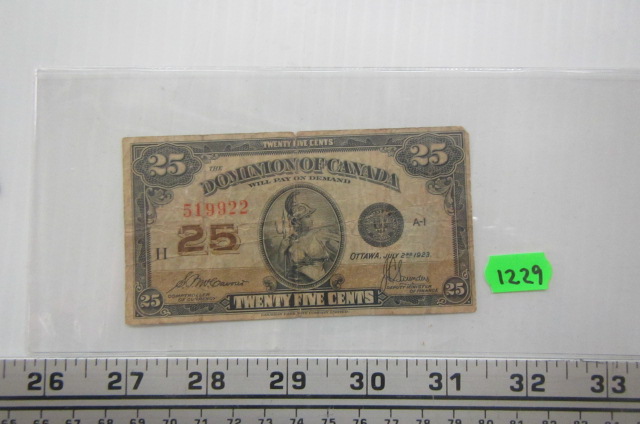 TWENTY FIVE CENTS
25 25
THE
DOMINION OF CANADA
WILL PAY ON DEMAND
519922
A-1
H 25
OTTAWA, JULY 2ND 1923.
1229
25 TWENTY FIVE CENTS 25
26 27 28 29 30 31 32 33